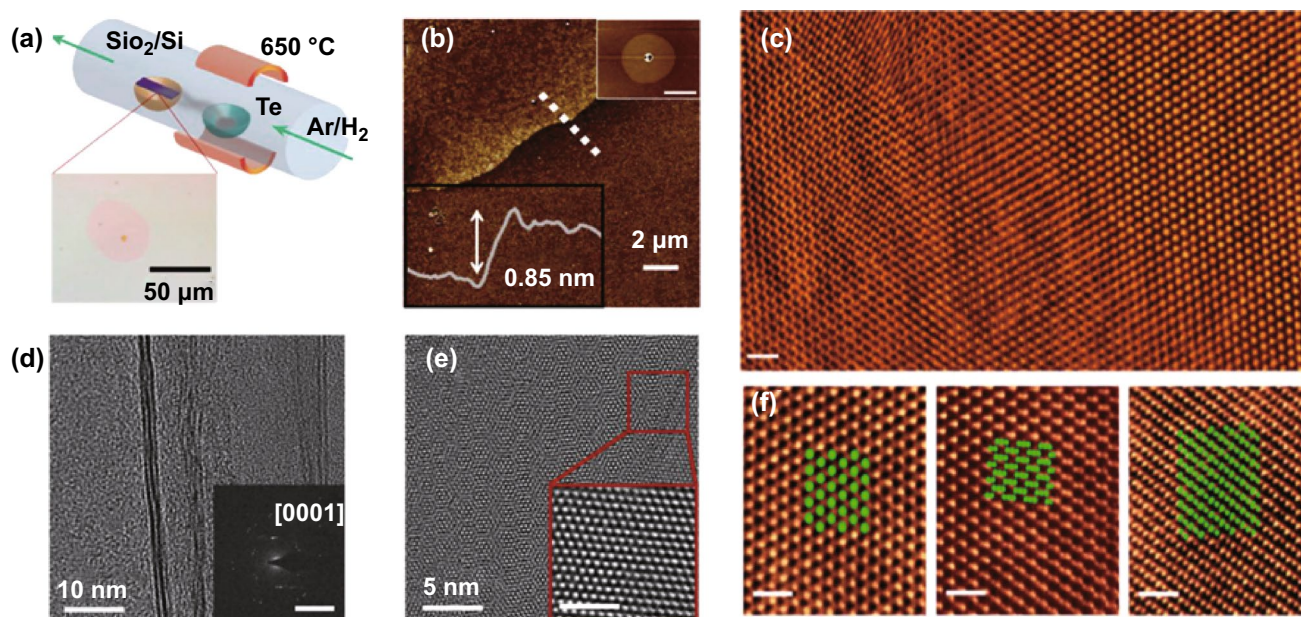 (a)
Sio2/Si
650 °C
Te
Ar/H2
50 µm
(b)
2 µm
0.85 nm
(c)
(d)
[0001]
10 nm
(e)
5 nm
(f)